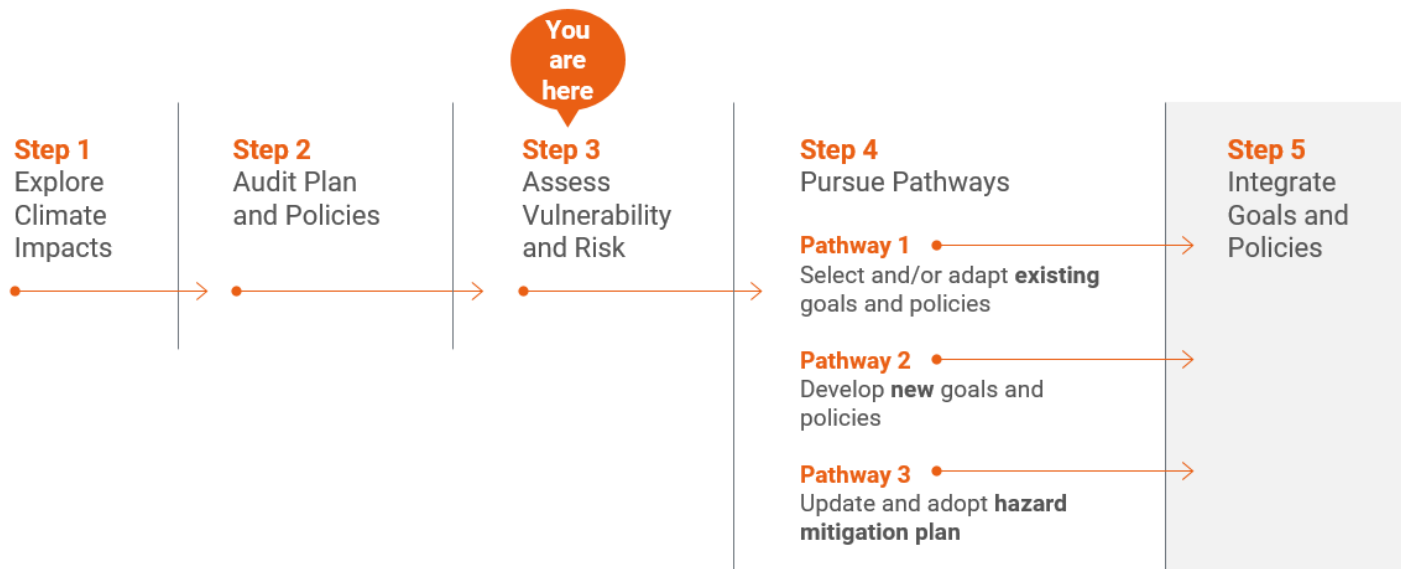 You
are
here
Step 1
Explore
Climate
Impacts
Step 2
Audit Plan
and Policies
Step 3
Assess
Vulnerability
and Risk
Step 4
Pursue Pathways
Pathway 1
Select and/or adapt existing
goals and policies
Pathway 2
Develop new goals and
policies
Pathway 3
Update and adopt hazard
mitigation plan
Step 5
Integrate
Goals and
Policies